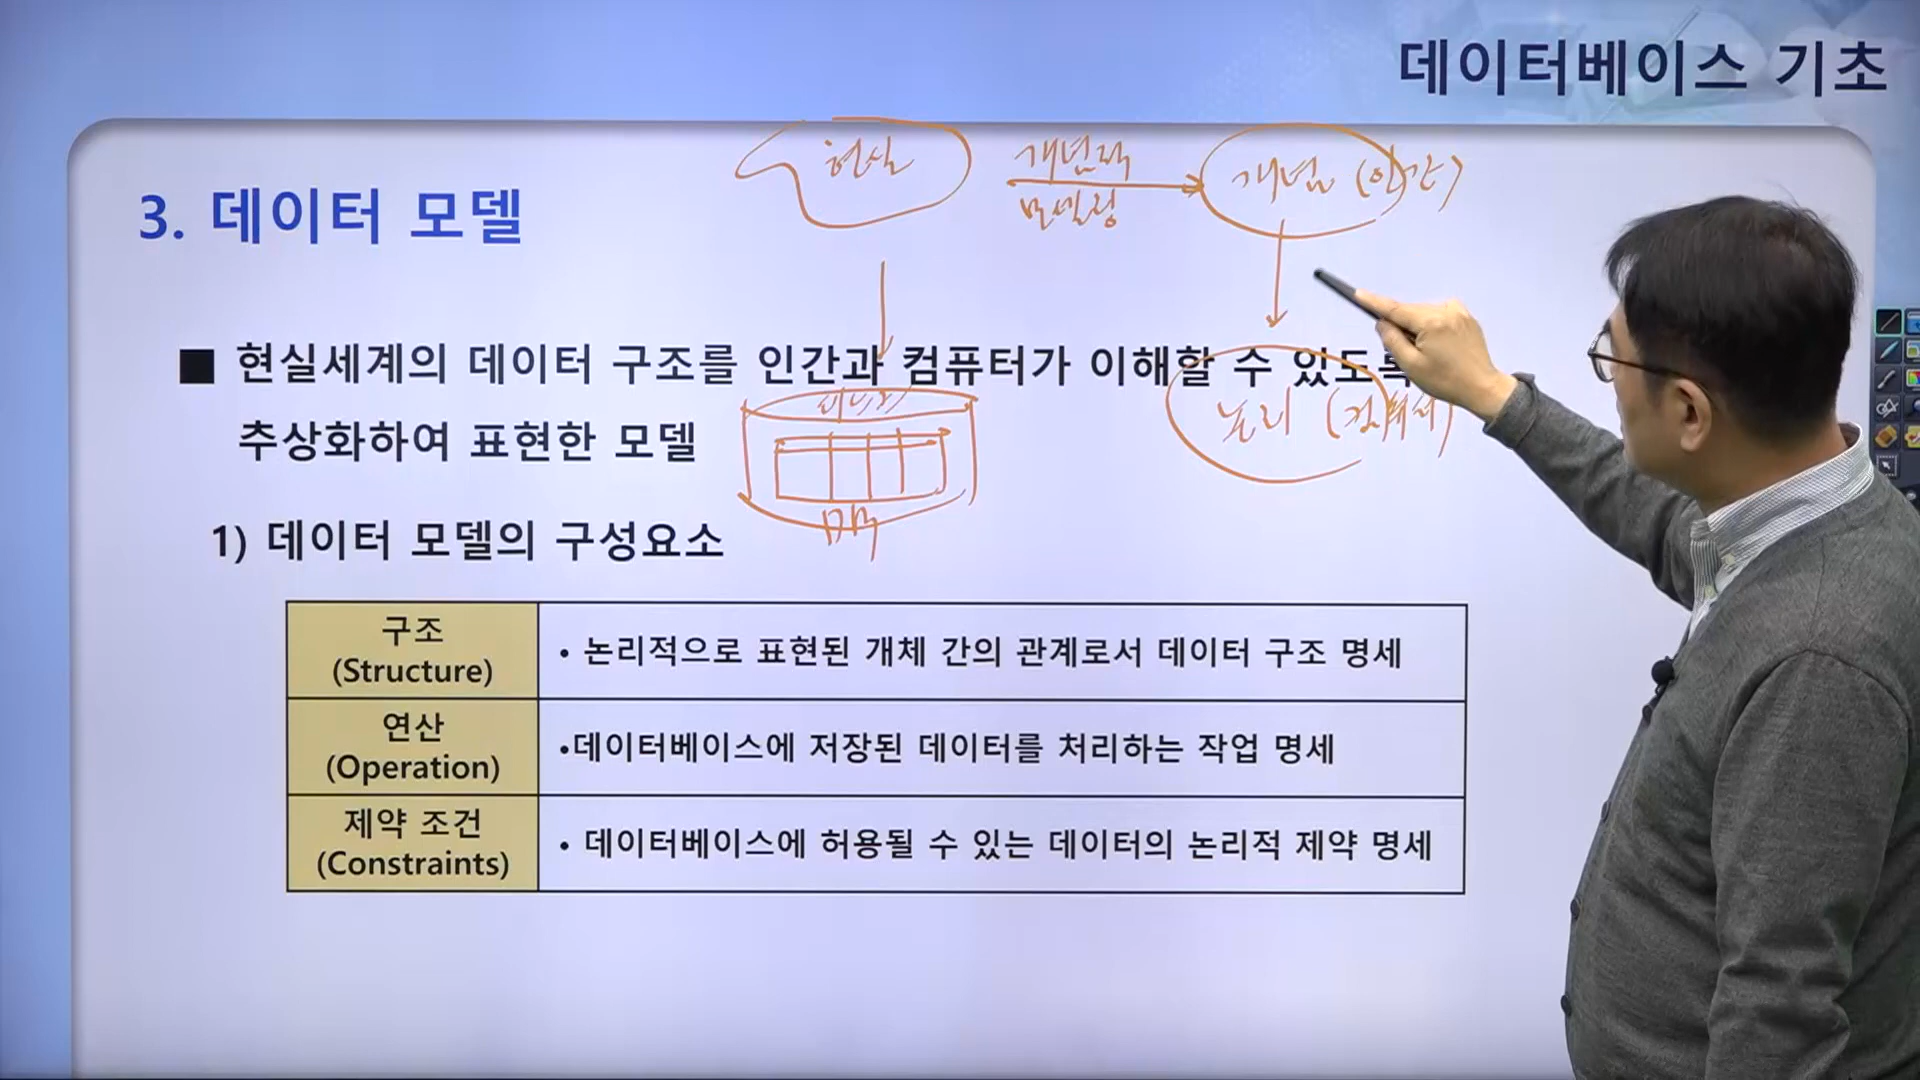 데이터베이스 기초
현실
개념적
모델링
개념 (인간)
3. 데이터 모델
■ 현실세계의 데이터 구조를 인간과 컴퓨터가 이해할 수 있도록
논리
추상화하여 표현한 모델
DB
1) 데이터 모델의 구성요소
구조
(Structure)
• 논리적으로 표현된 개체 간의 관계로서 데이터 구조 명세
연산
(Operation)
•데이터베이스에 저장된 데이터를 처리하는 작업 명세
제약 조건
(Constraints)
• 데이터베이스에 허용될 수 있는 데이터의 논리적 제약 명세